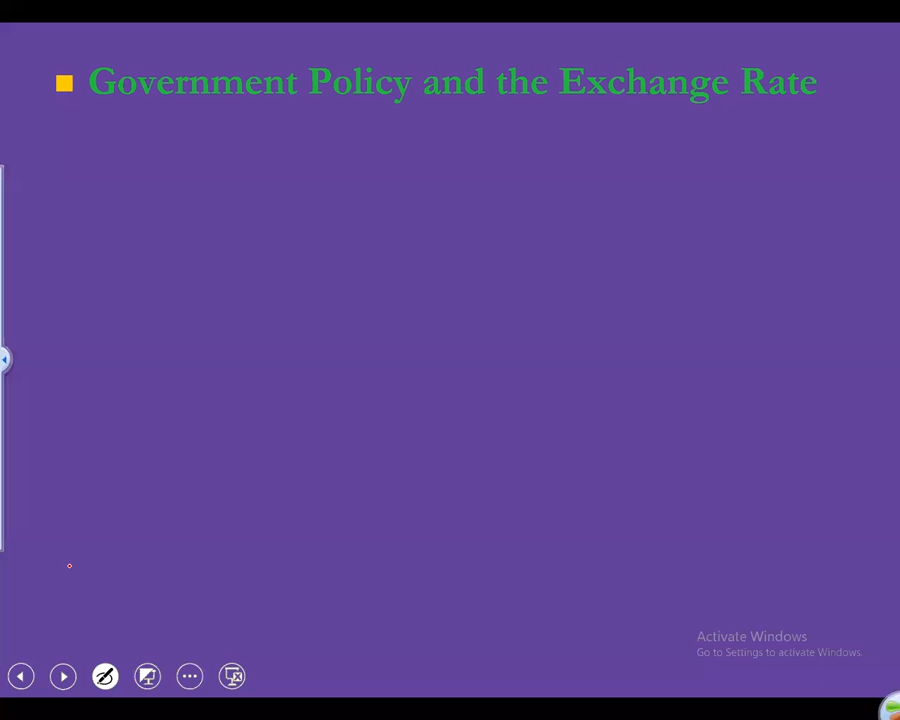 Government Policy and the Exchange Rate
Activate Windows
Go to Settings to activate Windows.